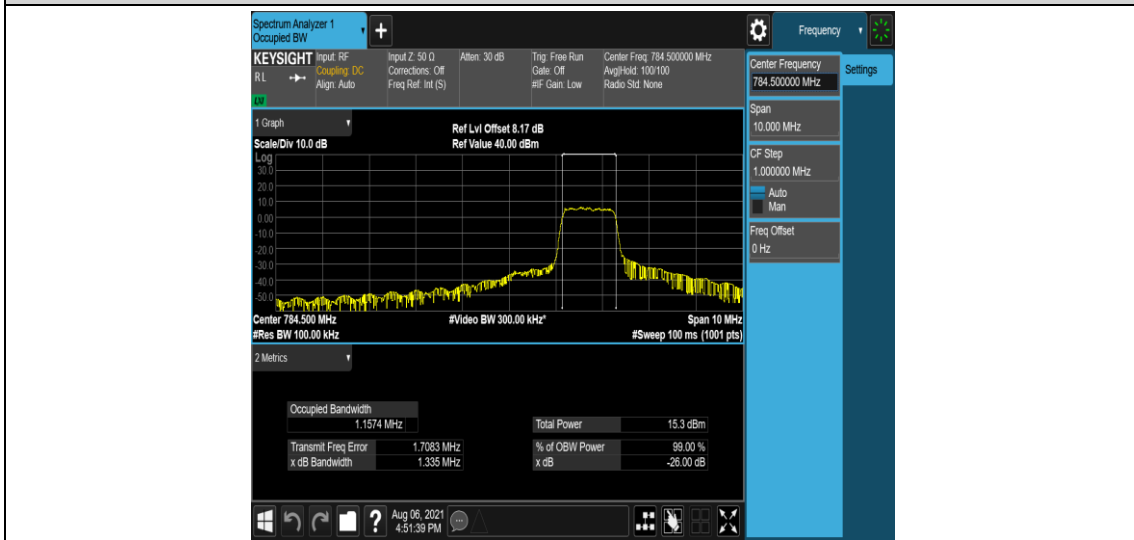 Spectrum Analyzer 1
Occupied BW
+
Frequency
KEYSIGHT
RL
LXI
Input: RF
Coupling: DC
Align: Auto
Input Z: 50 Ω
Corrections: Off
Freq Ref: Int (S)
Atten: 30 dB
Trig: Free Run
Gate: Off
#IF Gain: Low
Center Freq: 784.500000 MHz
Avg|Hold: 100/100
Radio Std: None
Center Frequency
784.500000 MHz
Settings
Span
10.000 MHz
CF Step
1.000000 MHz
Auto
Man
Freq Offset
0 Hz
1 Graph
Scale/Div 10.0 dB
Ref Lvl Offset 8.17 dB
Ref Value 40.00 dBm
Log
30.0
20.0
10.0
0.00
-10.0
-20.0
-30.0
-40.0
-50.0
Center 784.500 MHz
#Res BW 100.00 kHz
#Video BW 300.00 kHz*
Span 10 MHz
#Sweep 100 ms (1001 pts)
2 Metrics
Occupied Bandwidth
1.1574 MHz
Total Power 15.3 dBm
Transmit Freq Error 1.7083 MHz
% of OBW Power 99.00 %
x dB Bandwidth 1.335 MHz
x dB -26.00 dB
?
Aug 06, 2021
4:51:39 PM